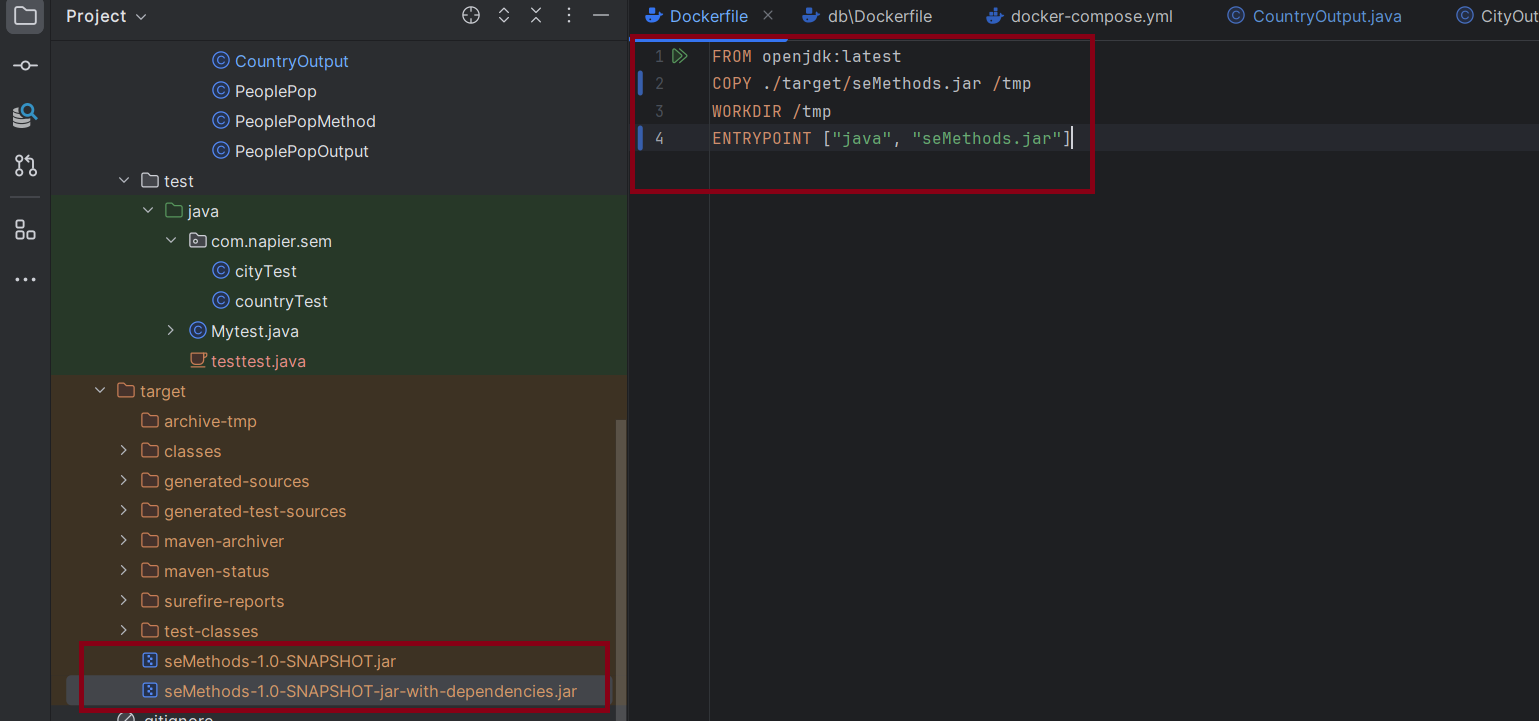 Project
CountryOutput
PeoplePop
PeoplePopMethod
PeoplePopOutput
test
java
com.napier.sem
cityTest
countryTest
Mytest.java
testtest.java
target
archive-tmp
classes
generated-sources
generated-test-sources
maven-archiver
maven-status
surefire-reports
test-classes
seMethods-1.0-SNAPSHOT.jar
seMethods-1.0-SNAPSHOT-jar-with-dependencies.jar
.gitignore
Dockerfile
db\Dockerfile
docker-compose.yml
CountryOutput.java
CityOut
1 FROM openjdk:latest
2 COPY ./target/seMethods.jar /tmp
3 WORKDIR /tmp
4 ENTRYPOINT ["java", "seMethods.jar"]